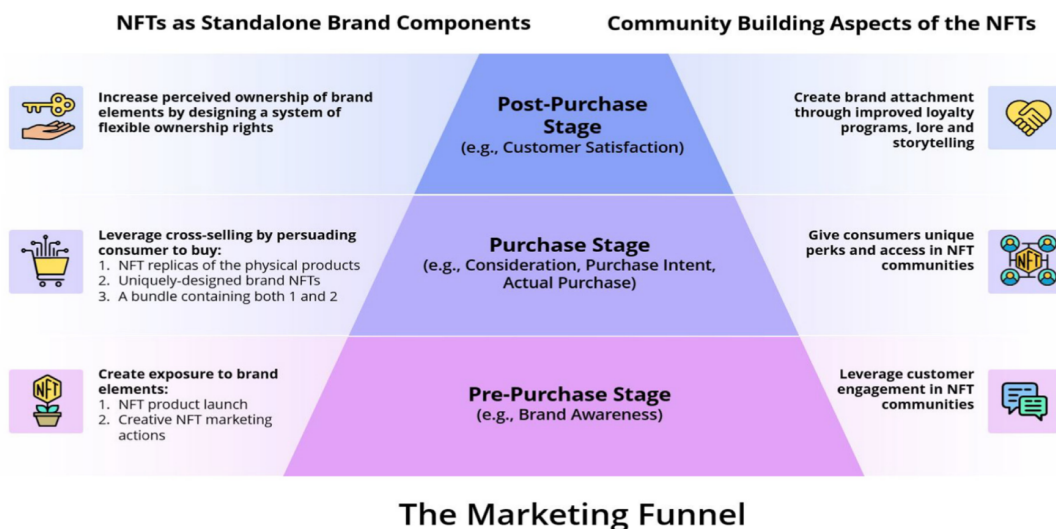 NFTs as Standalone Brand Components
Community Building Aspects of the NFTs
Increase perceived ownership of brand
elements by designing a system of
flexible ownership rights
Post-Purchase
Stage
(e.g., Customer Satisfaction)
Create brand attachment
through improved loyalty
programs, lore and
storytelling
Leverage cross-selling by persuading
consumer to buy:
1. NFT replicas of the physical products
2. Uniquely-designed brand NFTs
3. A bundle containing both 1 and 2
Purchase Stage
(e.g., Consideration, Purchase Intent,
Actual Purchase)
Give consumers unique
perks and access in NFT
communities
NFT
NFT
Create exposure to brand
elements:
1. NFT product launch
2. Creative NFT marketing
actions
Pre-Purchase Stage
(e.g., Brand Awareness)
Leverage customer
engagement in NFT
communities
The Marketing Funnel